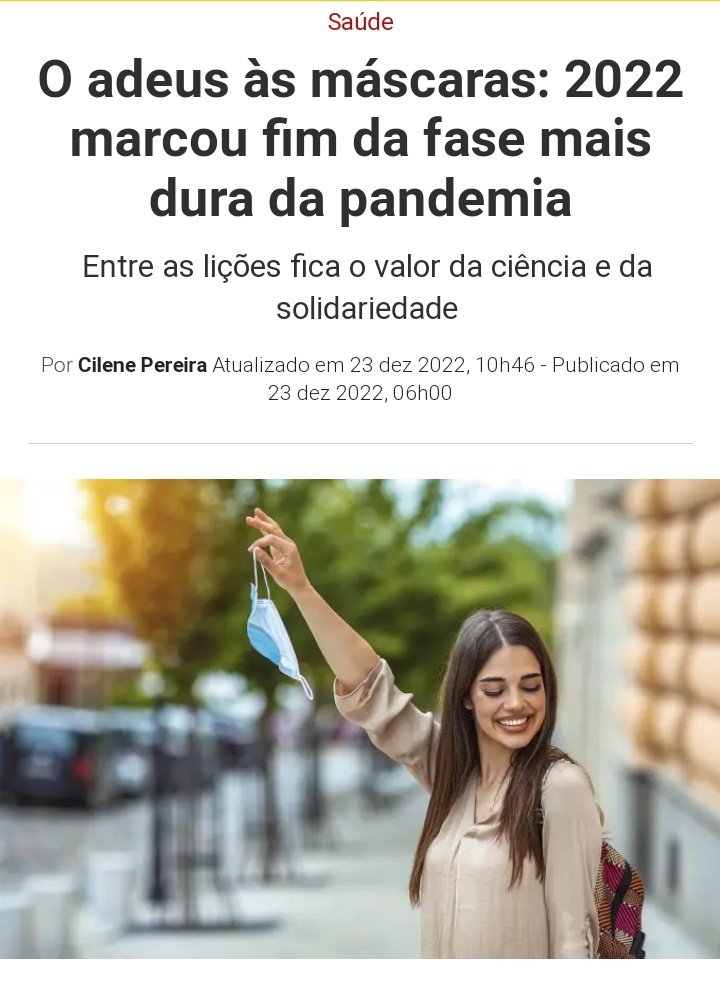 Saúde
O adeus às máscaras: 2022
marcou fim da fase mais
dura da pandemia
Entre as lições fica o valor da ciência e da
solidariedade
Por Cilene Pereira Atualizado em 23 dez 2022, 10h46 - Publicado em
23 dez 2022, 06h00